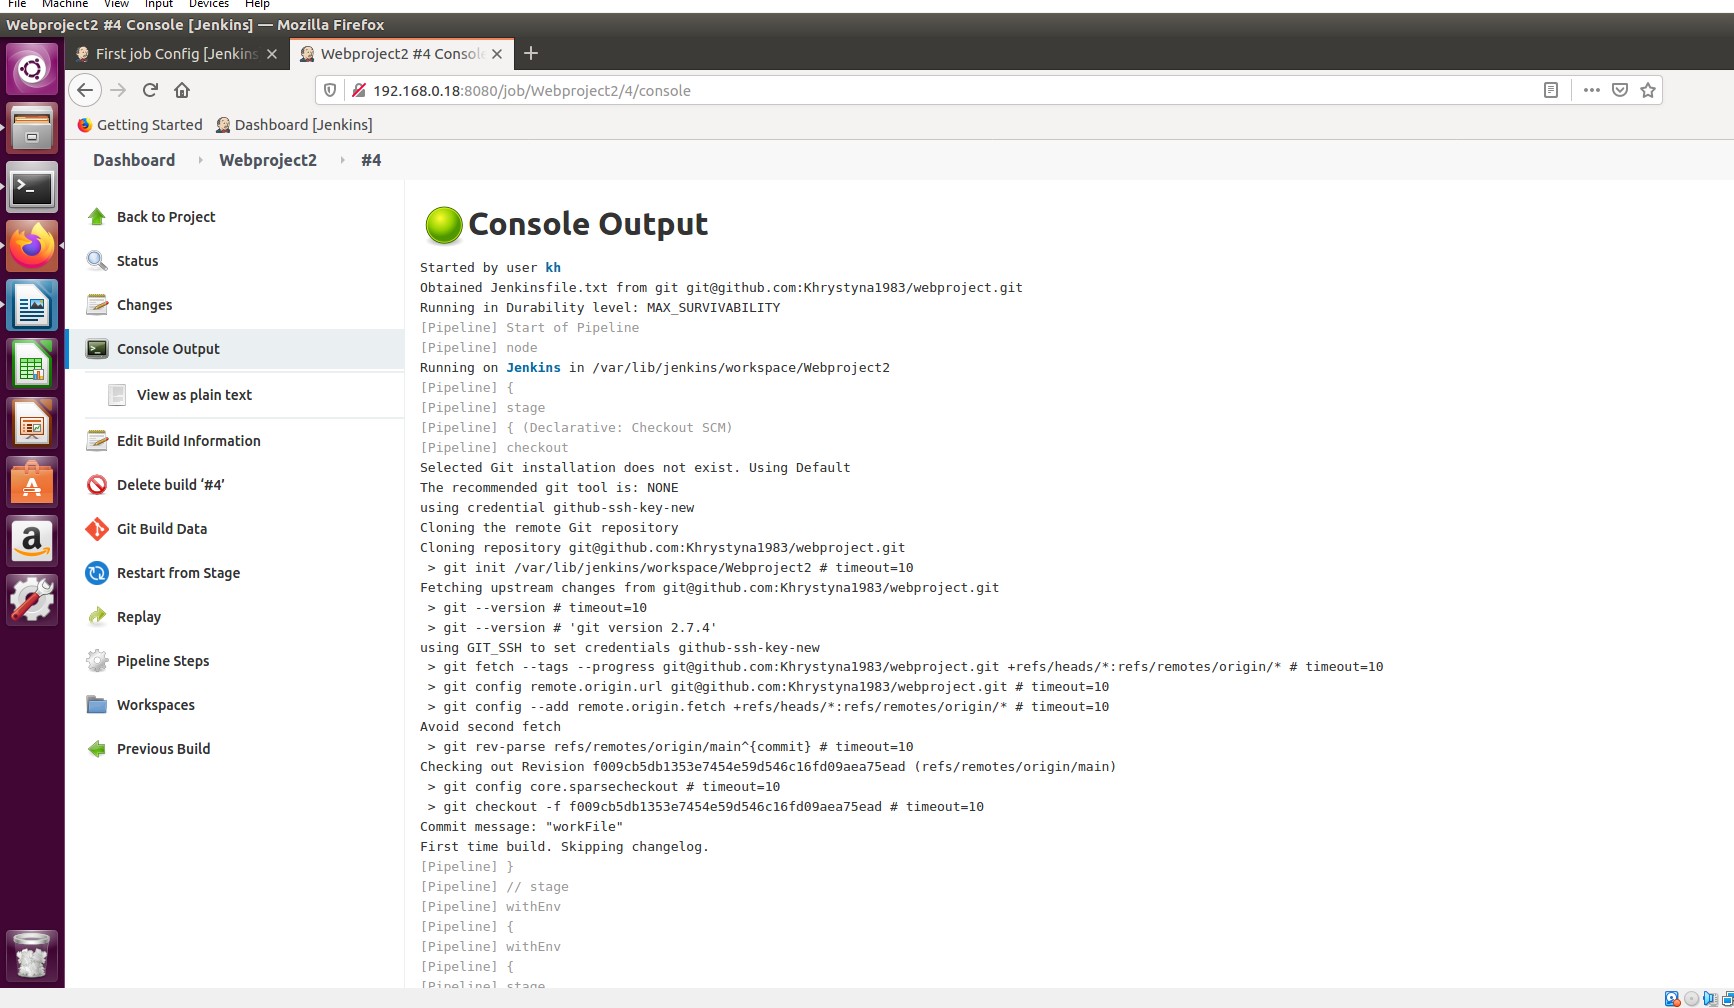 File Machine View Input Devices Help
Webproject2 #4 Console [Jenkins] — Mozilla Firefox
First job Config [Jenkins
Webproject2 #4 Console
192.168.0.18:8080/job/Webproject2/4/console
Getting Started
Dashboard [Jenkins]
Dashboard
Webproject2
#4
Back to Project
Status
Changes
Console Output
View as plain text
Edit Build Information
Delete build ‘#4’
Git Build Data
Restart from Stage
Replay
Pipeline Steps
Workspaces
Previous Build
Console Output
Started by user kh
Obtained Jenkinsfile.txt from git git@github.com:Khrystyna1983/webproject.git
Running in Durability level: MAX_SURVIVABILITY
[Pipeline] Start of Pipeline
[Pipeline] node
Running on Jenkins in /var/lib/jenkins/workspace/Webproject2
[Pipeline] {
[Pipeline] stage
[Pipeline] { (Declarative: Checkout SCM)
[Pipeline] checkout
Selected Git installation does not exist. Using Default
The recommended git tool is: NONE
using credential github-ssh-key-new
Cloning the remote Git repository
Cloning repository git@github.com:Khrystyna1983/webproject.git
> git init /var/lib/jenkins/workspace/Webproject2 # timeout=10
Fetching upstream changes from git@github.com:Khrystyna1983/webproject.git
> git --version # timeout=10
> git --version # 'git version 2.7.4'
using GIT_SSH to set credentials github-ssh-key-new
> git fetch --tags --progress git@github.com:Khrystyna1983/webproject.git +refs/heads/*:refs/remotes/origin/* # timeout=10
> git config remote.origin.url git@github.com:Khrystyna1983/webproject.git # timeout=10
> git config --add remote.origin.fetch +refs/heads/*:refs/remotes/origin/* # timeout=10
Avoid second fetch
> git rev-parse refs/remotes/origin/main^{commit} # timeout=10
Checking out Revision f009cb5db1353e7454e59d546c16fd09aea75ead (refs/remotes/origin/main)
> git config core.sparsecheckout # timeout=10
> git checkout -f f009cb5db1353e7454e59d546c16fd09aea75ead # timeout=10
Commit message: "workFile"
First time build. Skipping changelog.
[Pipeline] }
[Pipeline] // stage
[Pipeline] withEnv
[Pipeline] {
[Pipeline] withEnv
[Pipeline] {
[Pipeline] stage